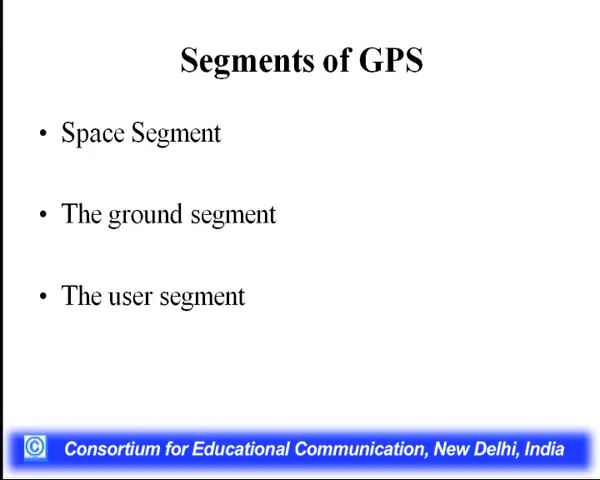 Segments of GPS
• Space Segment
• The ground segment
• The user segment
© Consortium for Educational Communication, New Delhi, India